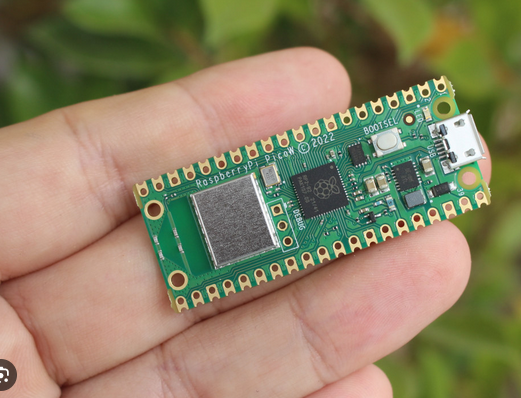 Raspberry Pi Pico W © 2022
BOOTSEL
DEBUG